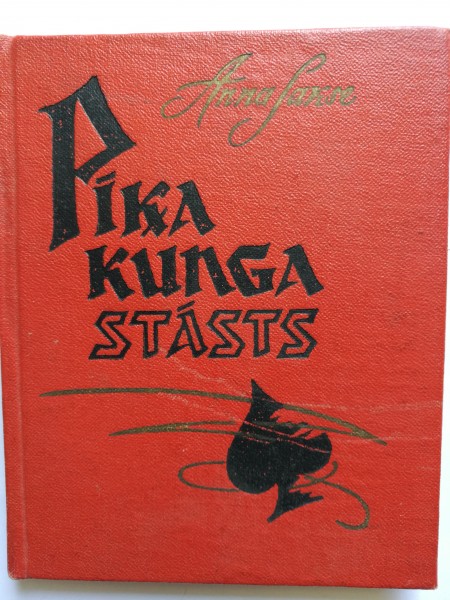 Anna Sakse
Pīķa
kunga
stāsts